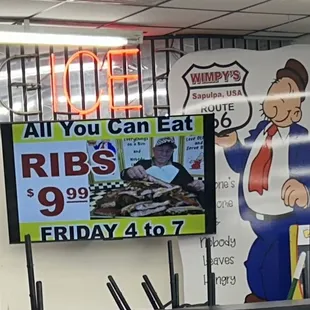 ICE
WIMPY'S
Sapulpa, USA
ROUTE
66
All You Can Eat
RIBS
$9.99
FRIDAY 4 to 7
Nobody
Leaves
Hungry